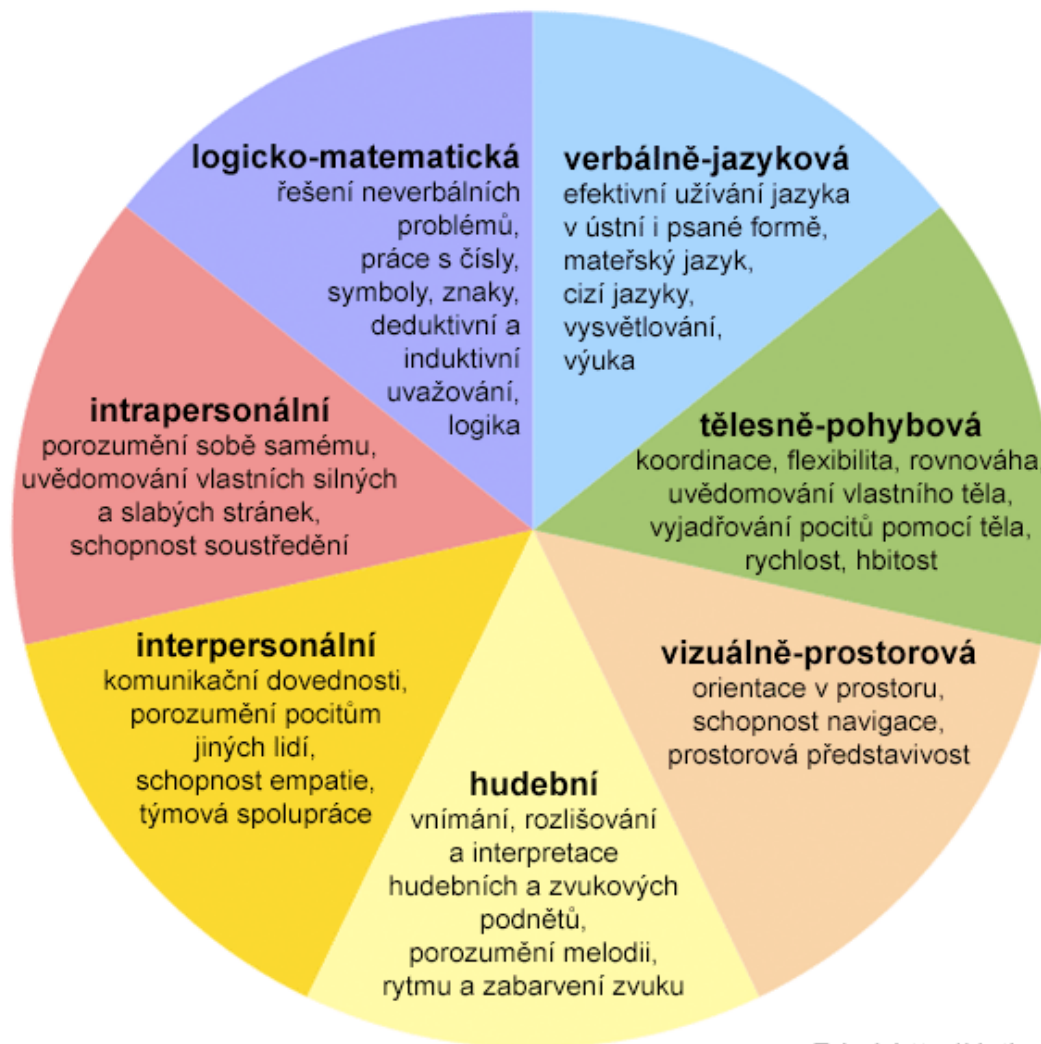 logicko-matematická
řešení neverbálních
problémů,
práce s čísly,
symboly, znaky,
deduktivní a
induktivní
uvažování,
logika
verbálně-jazyková
efektivní užívání jazyka
v ústní i psané formě,
mateřský jazyk,
cizí jazyky,
vysvětlování,
výuka
tělesně-pohybová
koordinace, flexibilita, rovnováha
uvědomování vlastního těla,
vyjadřování pocitů pomocí těla,
rychlost, hbitost
vizuálně-prostorová
orientace v prostoru,
schopnost navigace,
prostorová představivost
hudební
vnímání, rozlišování
a interpretace
hudebních a zvukových
podnětů,
porozumění melodii,
rytmu a zabarvení zvuku
interpersonální
komunikační dovednosti,
porozumění pocitům
jiných lidí,
schopnost empatie,
týmová spolupráce
intrapersonální
porozumění sobě samému,
uvědomování vlastních silných
a slabých stránek,
schopnost soustředění